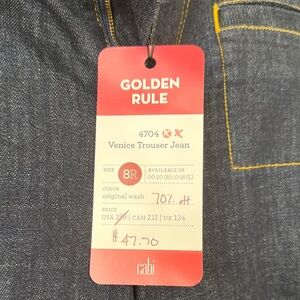 GOLDEN
RULE
4704
Venice Trouser Jean
SIZE 8R AVAILABLE IN
00-20 (R) | 0-18 (L)
COLOR
original wash 70% off
PRICE
USA 159 | CAN 211 | UK 134
$47.70
cabi